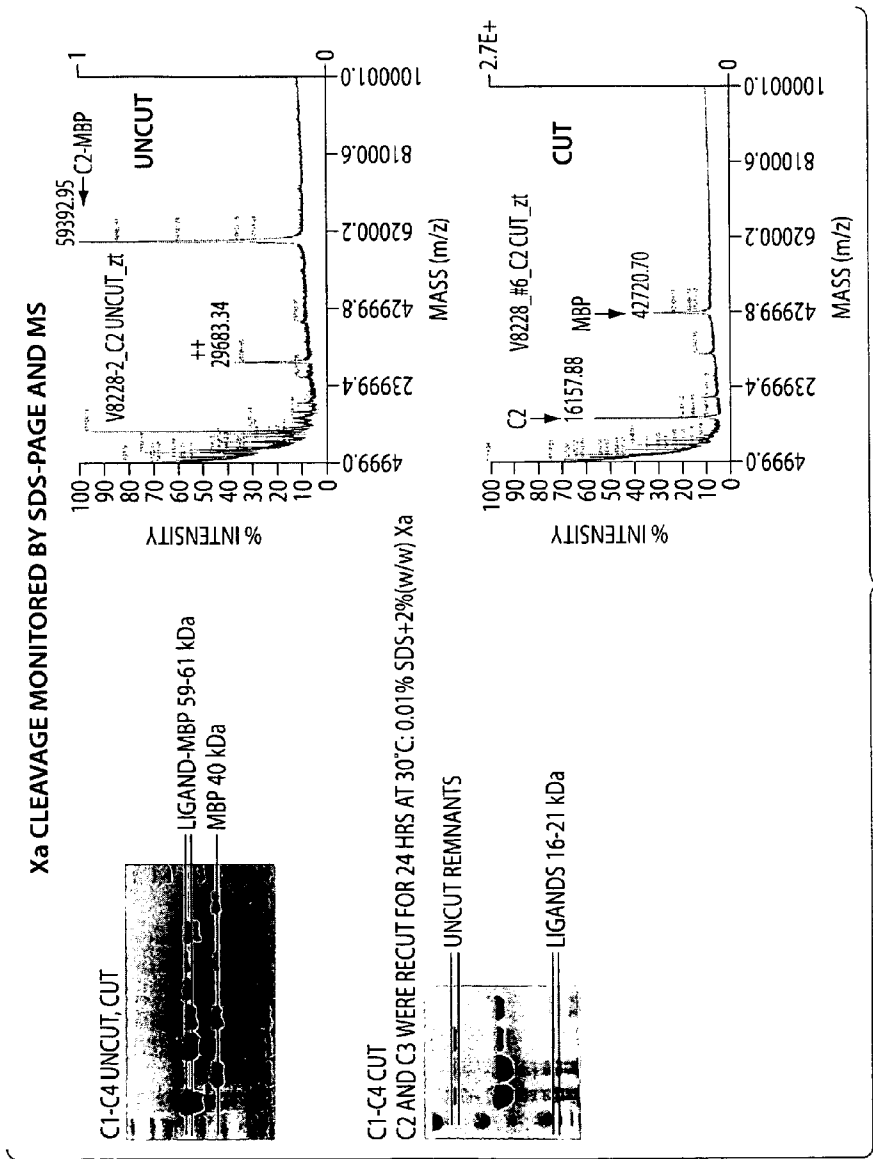 Xa CLEAVAGE MONITORED BY SDS-PAGE AND MS
C1-C4 UNCUT, CUT
LIGAND-MBP 59-61 kDa
MBP 40 kDa
C1-C4 CUT
C2 AND C3 WERE RECUT FOR 24 HRS AT 30°C: 0.01% SDS+2%(w/w) Xa
UNCUT REMNANTS
LIGANDS 16-21 kDa
% INTENSITY
100
90
80
70
60
50
40
30
20
10
0
V8228-2_C2 UNCUT_zt
59392.95
C2-MBP
UNCUT
++
29683.34
1
0
4999.0
23999.4
42999.8
62000.2
81000.6
100001.0
MASS (m/z)
% INTENSITY
100
90
80
70
60
50
40
30
20
10
0
V8228_#6_C2 CUT_zt
C2
16157.88
MBP
42720.70
CUT
2.7E+
0
4999.0
23999.4
42999.8
62000.2
81000.6
100001.0
MASS (m/z)